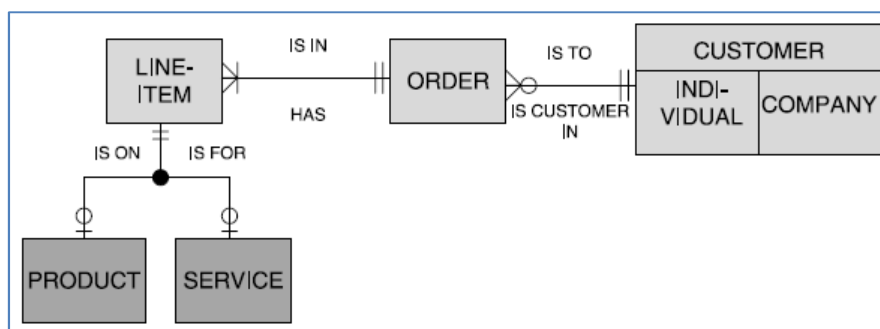 LINE-
ITEM
IS IN
HAS
ORDER
IS TO
IS CUSTOMER
IN
CUSTOMER
INDI-
VIDUAL
COMPANY
IS ON
IS FOR
PRODUCT
SERVICE